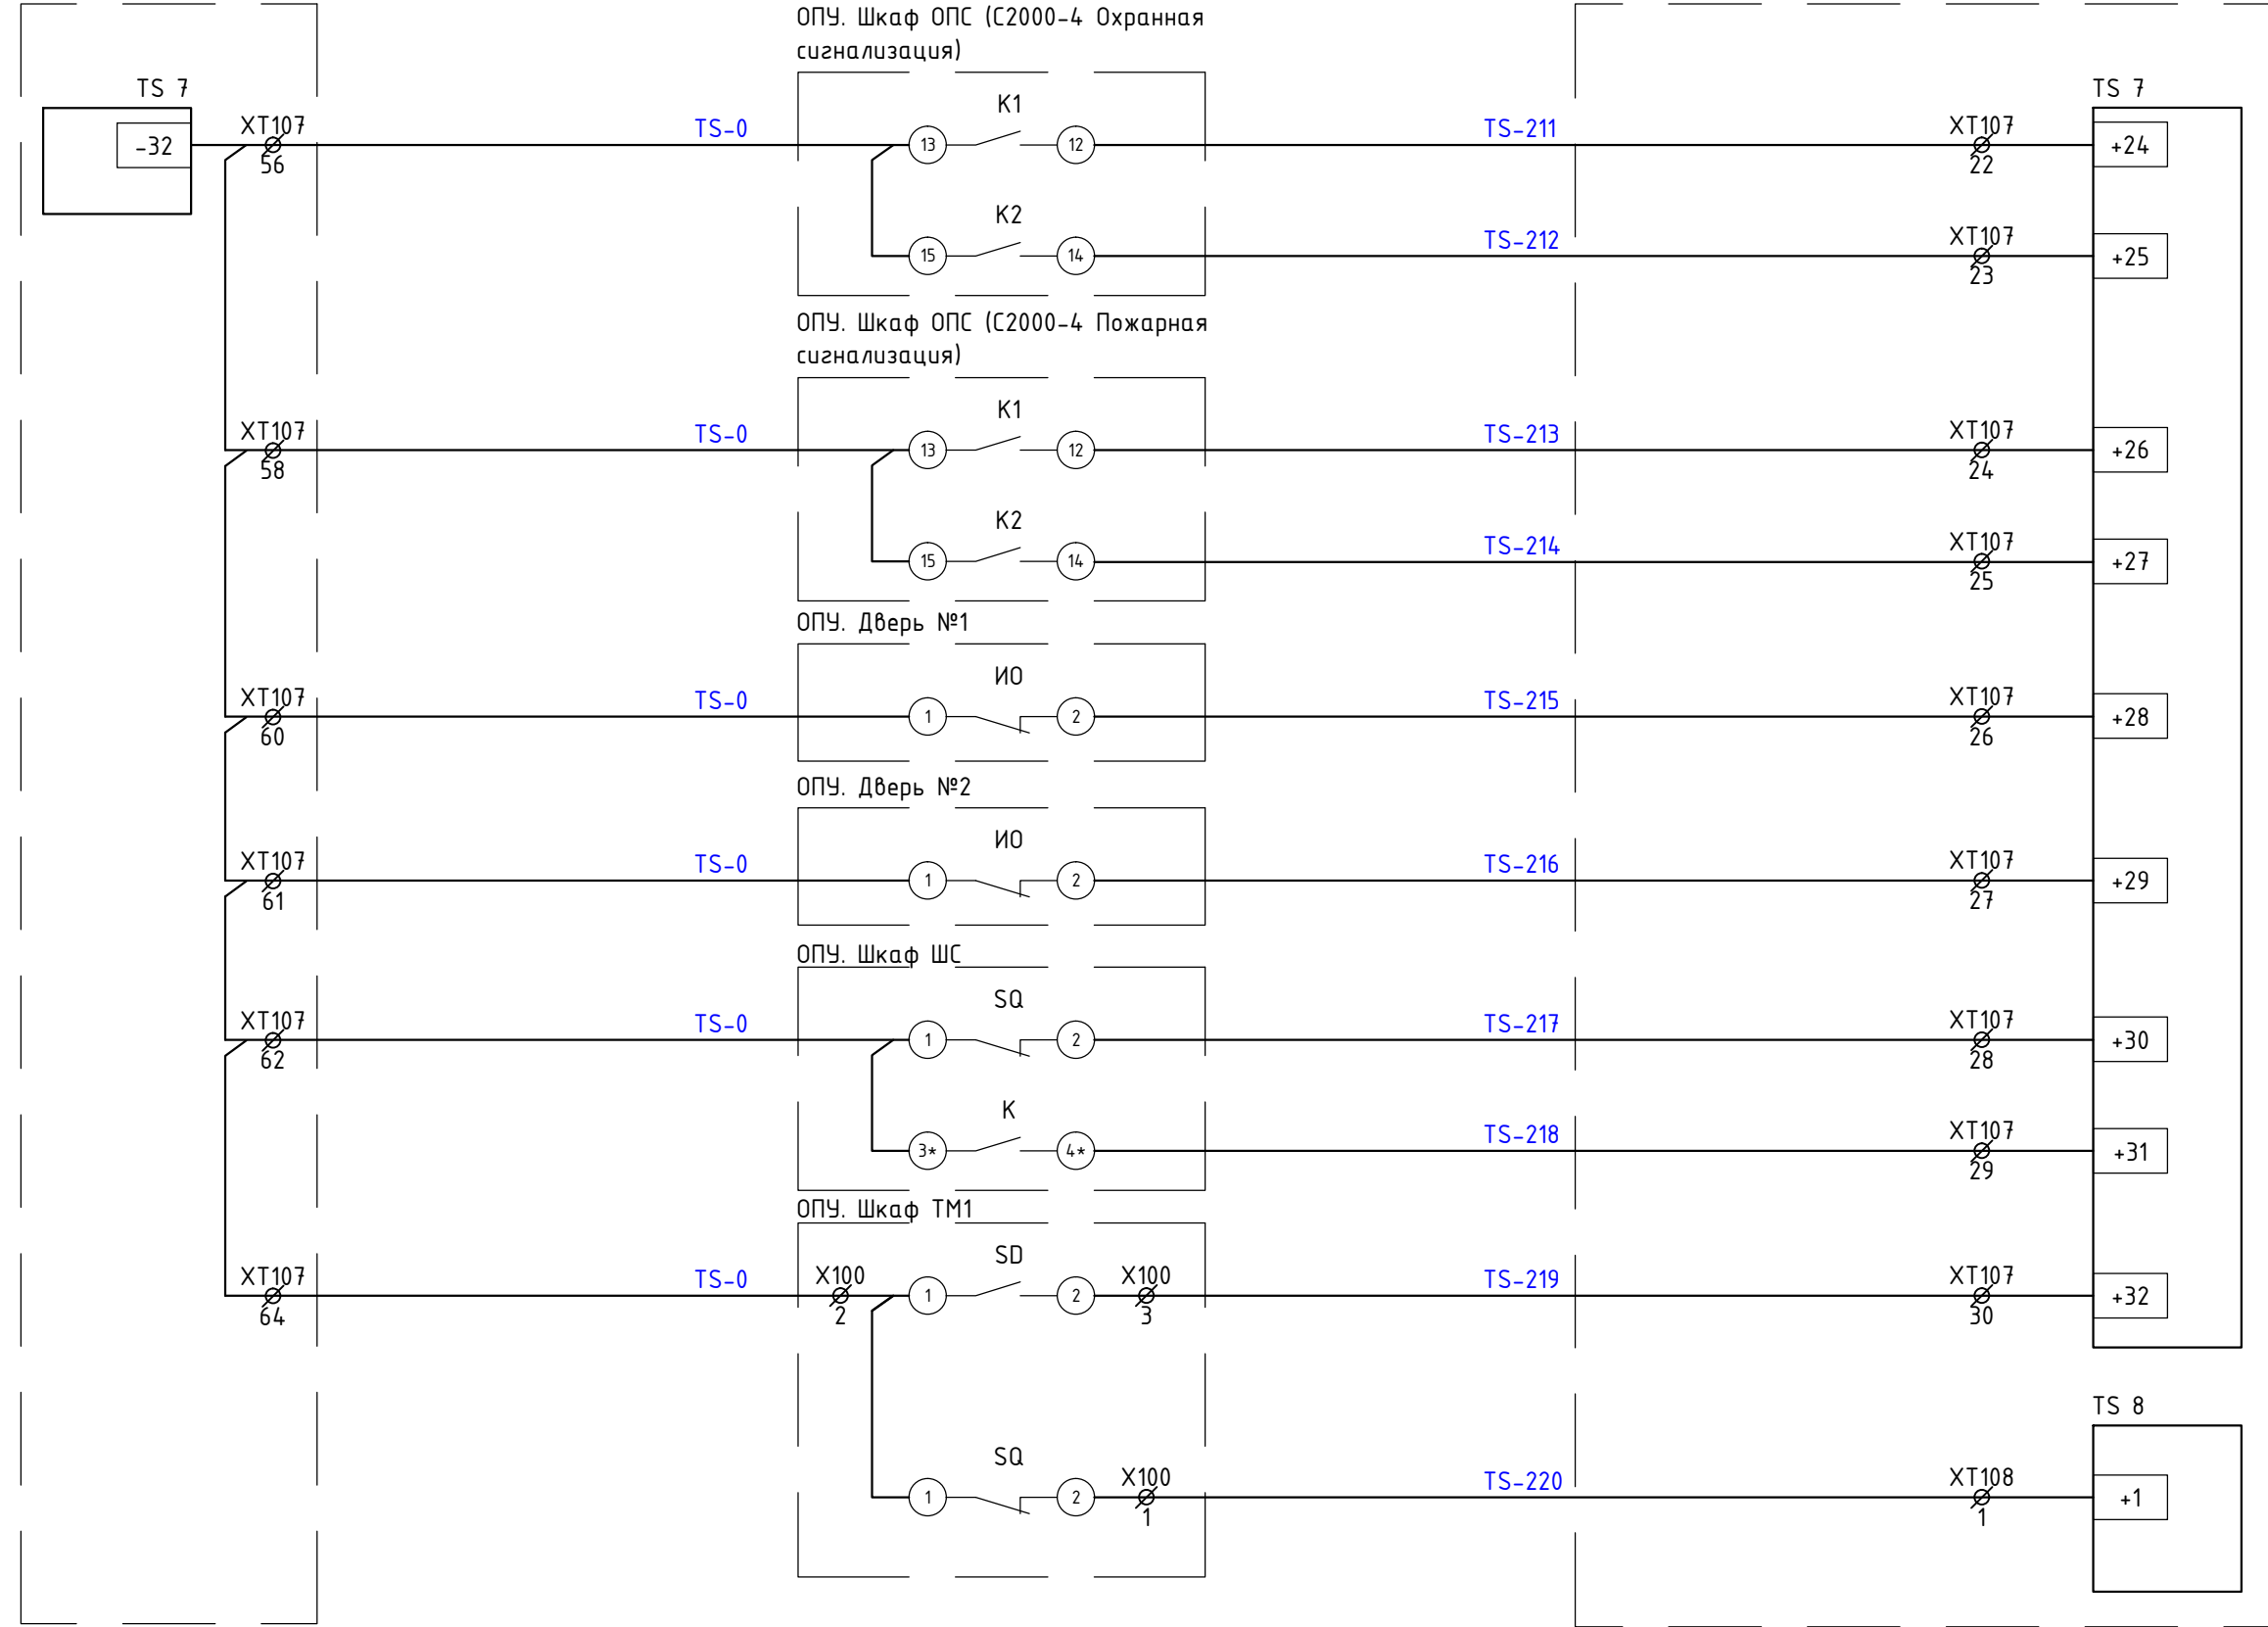 ОПУ. Шкаф ОПС (С2000-4 Охранная
сигнализация)
TS 7
TS 7
-32
XT107
56
TS-0
K1
13
12
TS-211
XT107
22
+24
K2
15
14
TS-212
XT107
23
+25
ОПУ. Шкаф ОПС (С2000-4 Пожарная
сигнализация)
XT107
58
TS-0
K1
13
12
TS-213
XT107
24
+26
K2
15
14
TS-214
XT107
25
+27
ОПУ. Дверь №1
XT107
60
TS-0
ИО
1
2
TS-215
XT107
26
+28
ОПУ. Дверь №2
XT107
61
TS-0
ИО
1
2
TS-216
XT107
27
+29
ОПУ. Шкаф ШС
XT107
62
TS-0
SQ
1
2
TS-217
XT107
28
+30
K
3*
4*
TS-218
XT107
29
+31
ОПУ. Шкаф ТМ1
XT107
64
TS-0
X100
2
SD
1
2
X100
3
TS-219
XT107
30
+32
TS 8
SQ
1
2
X100
1
TS-220
XT108
1
+1